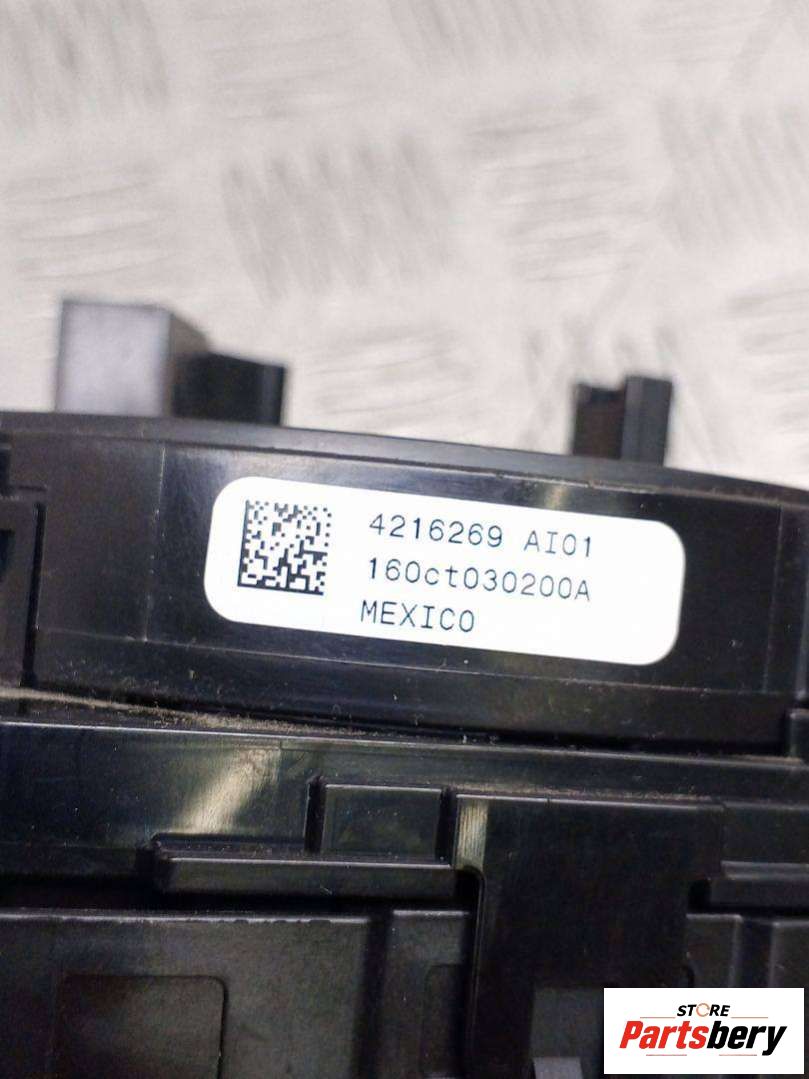 4216269 AI01
160ct030200A
MEXICO
STORE
Partsbery